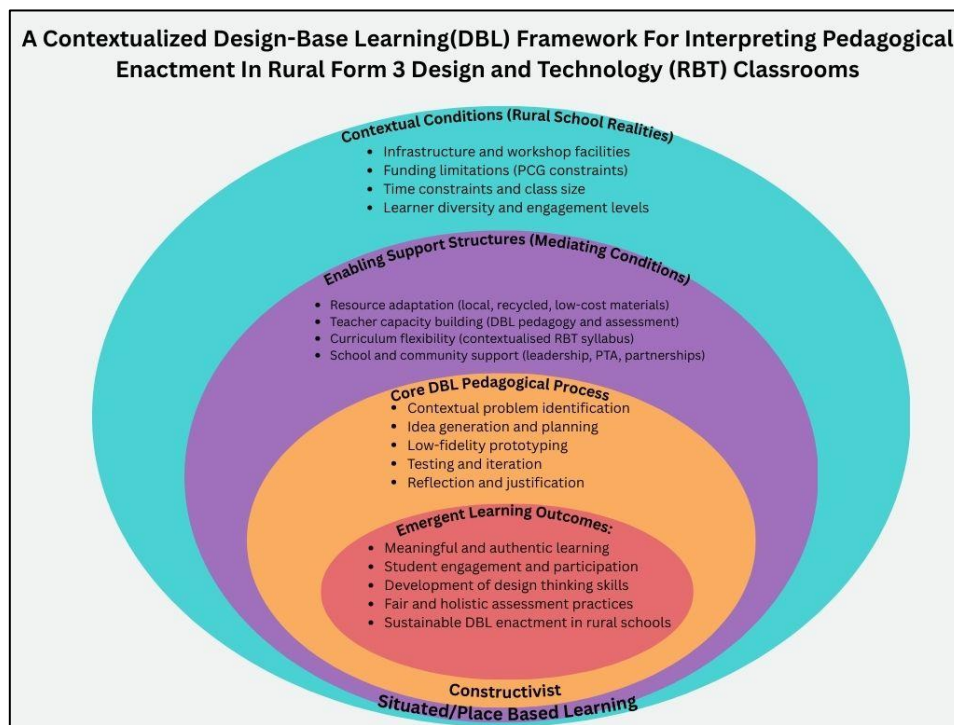 A Contextualized Design-Base Learning(DBL) Framework For Interpreting Pedagogical
Enactment In Rural Form 3 Design and Technology (RBT) Classrooms
Contextual Conditions (Rural School Realities)
• Infrastructure and workshop facilities
• Funding limitations (PCG constraints)
• Time constraints and class size
• Learner diversity and engagement levels
Enabling Support Structures (Mediating Conditions)
• Resource adaptation (local, recycled, low-cost materials)
• Teacher capacity building (DBL pedagogy and assessment)
• Curriculum flexibility (contextualised RBT syllabus)
• School and community support (leadership, PTA, partnerships)
Core DBL Pedagogical Process
• Contextual problem identification
• Idea generation and planning
• Low-fidelity prototyping
• Testing and iteration
• Reflection and justification
Emergent Learning Outcomes:
• Meaningful and authentic learning
• Student engagement and participation
• Development of design thinking skills
• Fair and holistic assessment practices
• Sustainable DBL enactment in rural schools
Constructivist
Situated/Place Based Learning